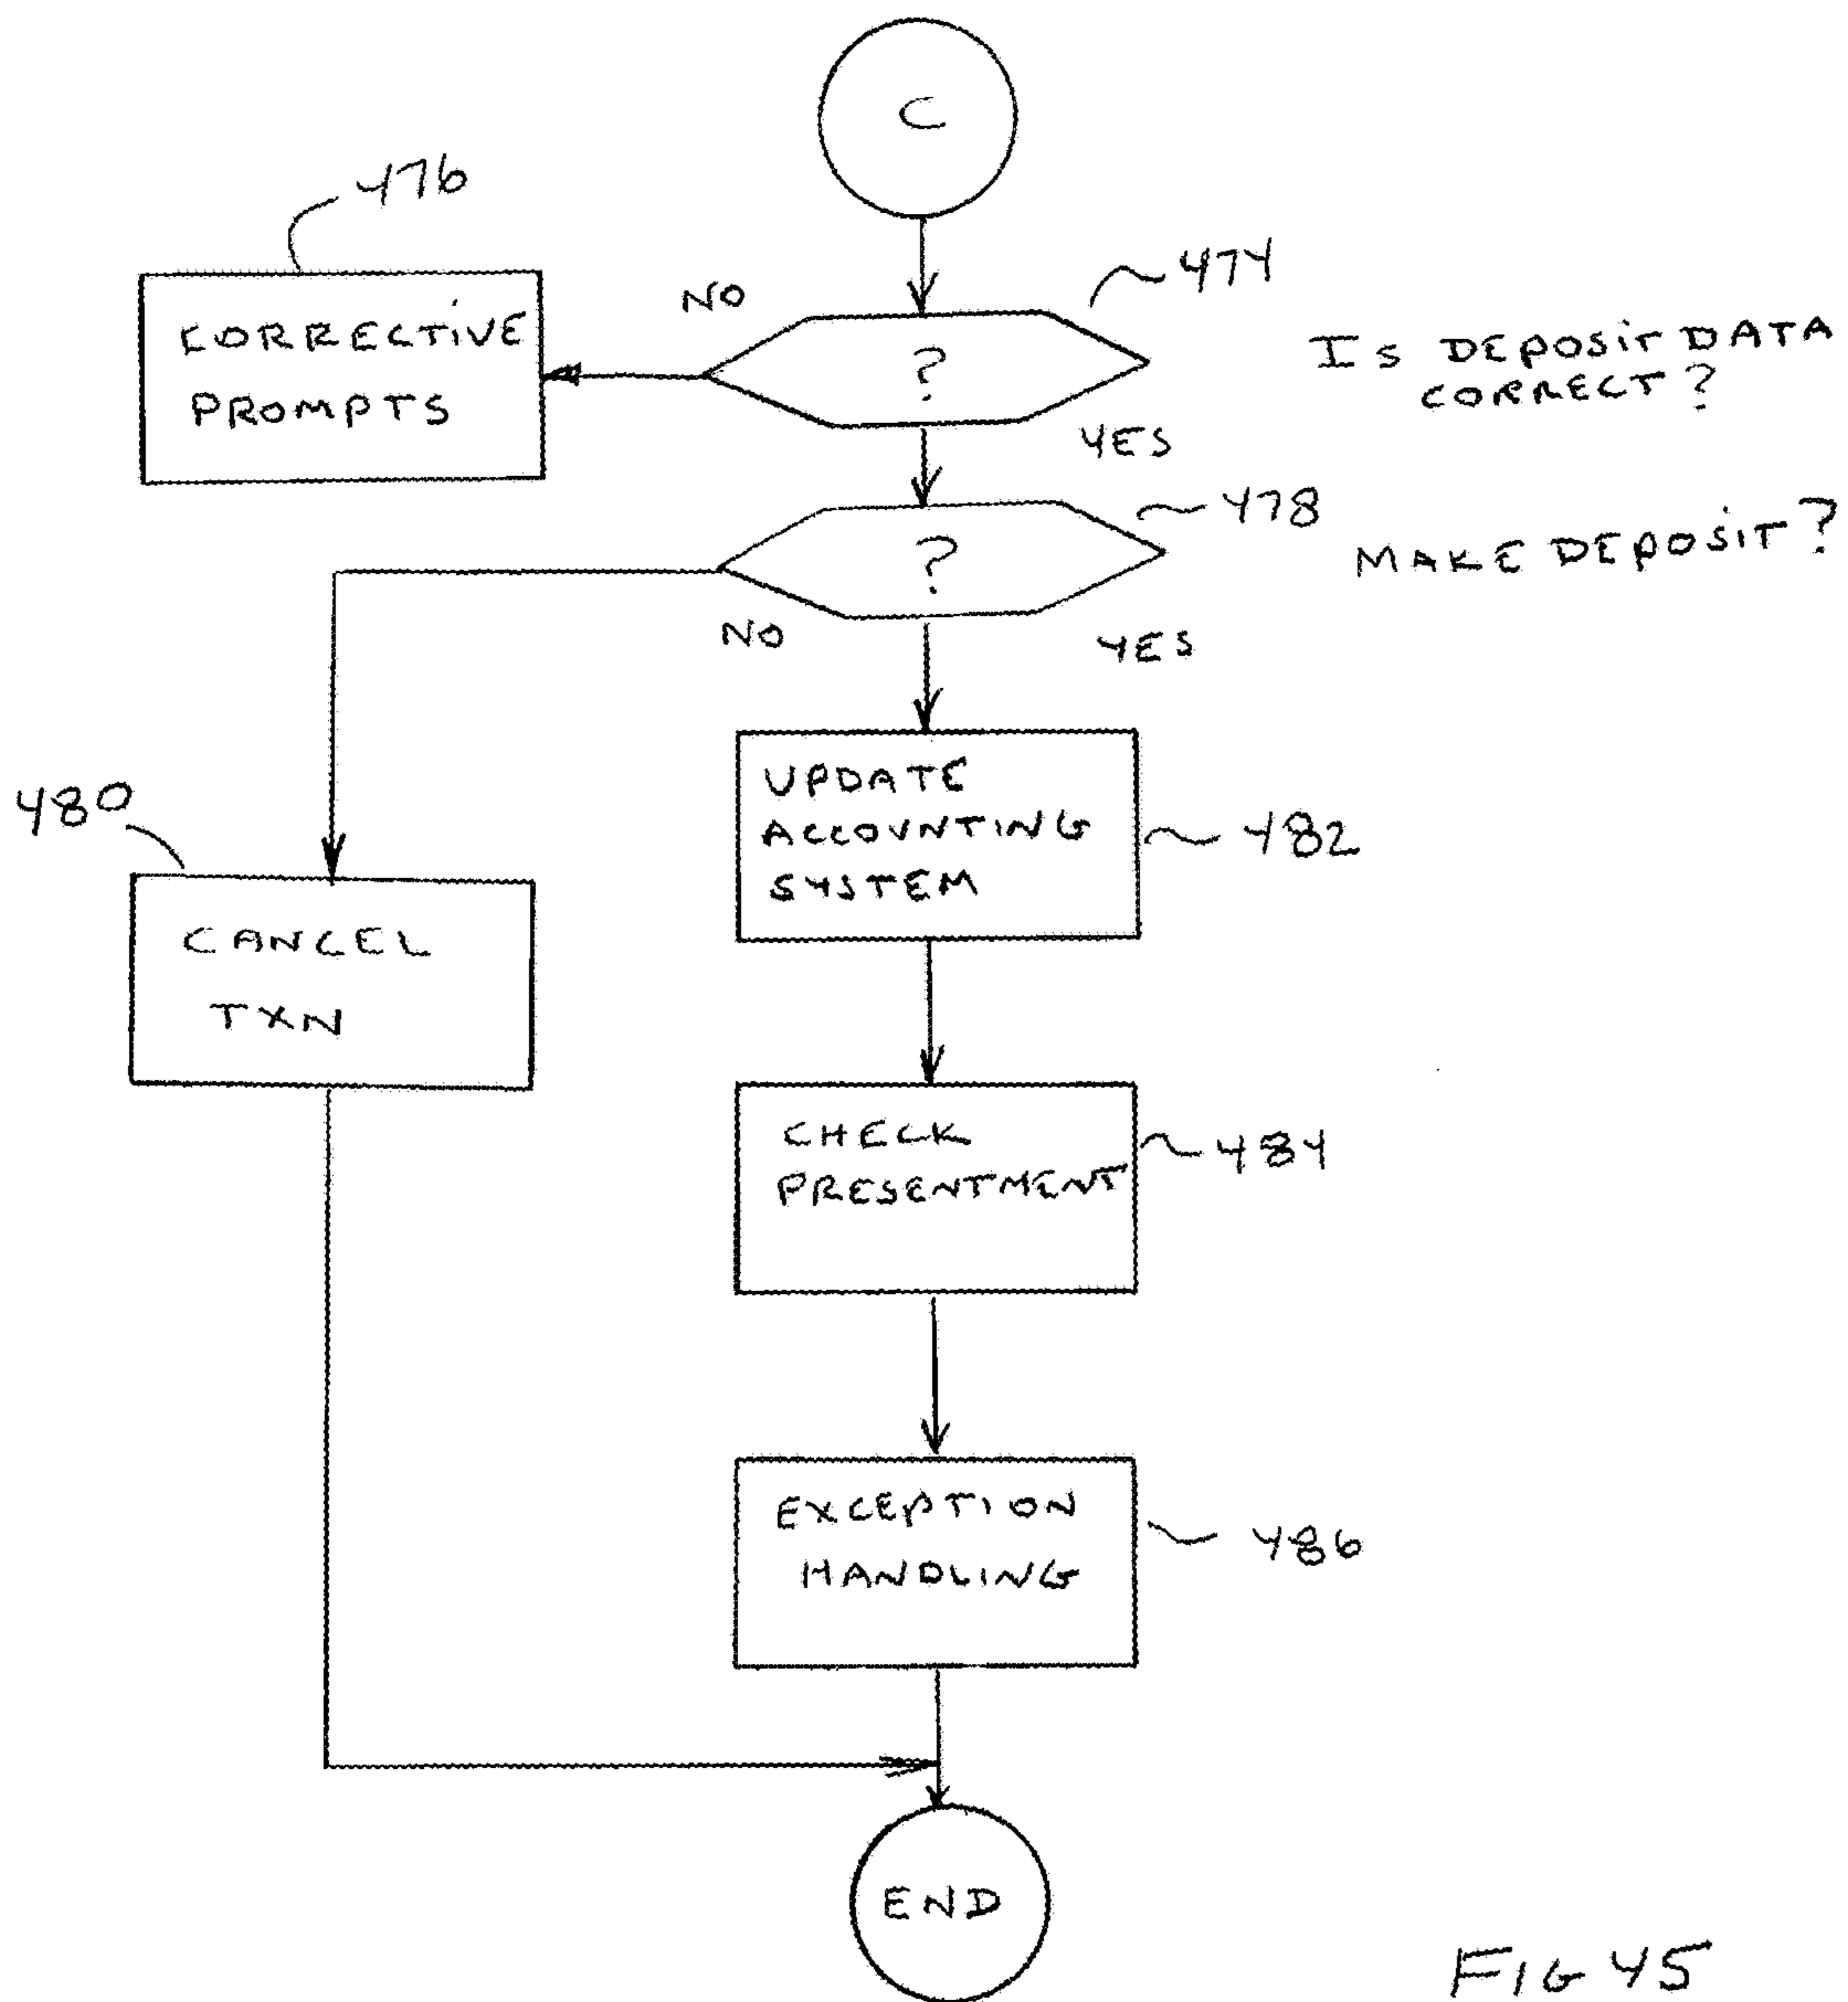 C
476
474
NO
?
Is DEPOSIT DATA
CORRECT?
CORRECTIVE
PROMPTS
YES
478
?
MAKE DEPOSIT?
NO
YES
UPDATE
ACCOUNTING
SYSTEM
482
480
CANCEL
TXN
CHECK
PRESENTMENT
484
EXCEPTION
HANDLING
486
END
FIG 45